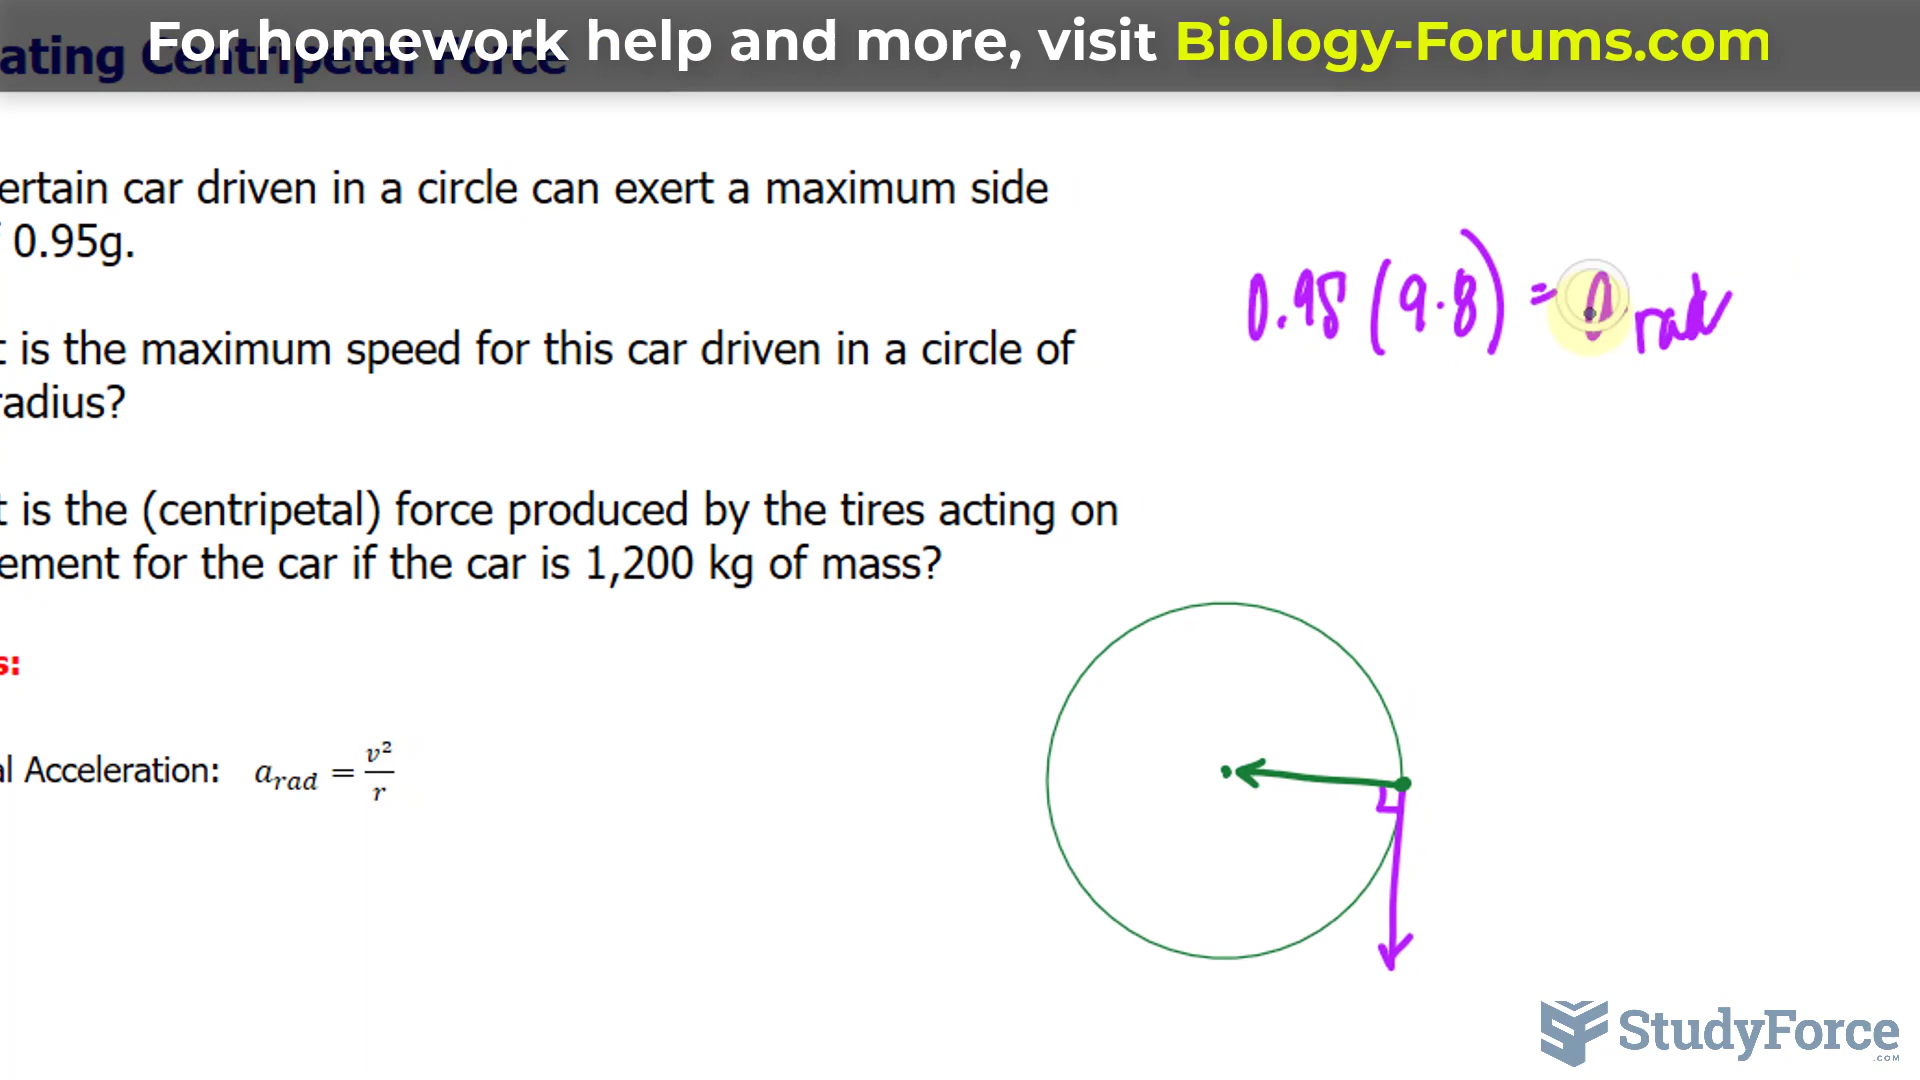 For homework help and more, visit Biology-Forums.com
ating Centripetal Force
ertain car driven in a circle can exert a maximum side
0.95g.
0.95(9.8) = a rad
t is the maximum speed for this car driven in a circle of
radius?
t is the (centripetal) force produced by the tires acting on
ement for the car if the car is 1,200 kg of mass?
s:
al Acceleration: a_rad = v²/r
StudyForce
.COM